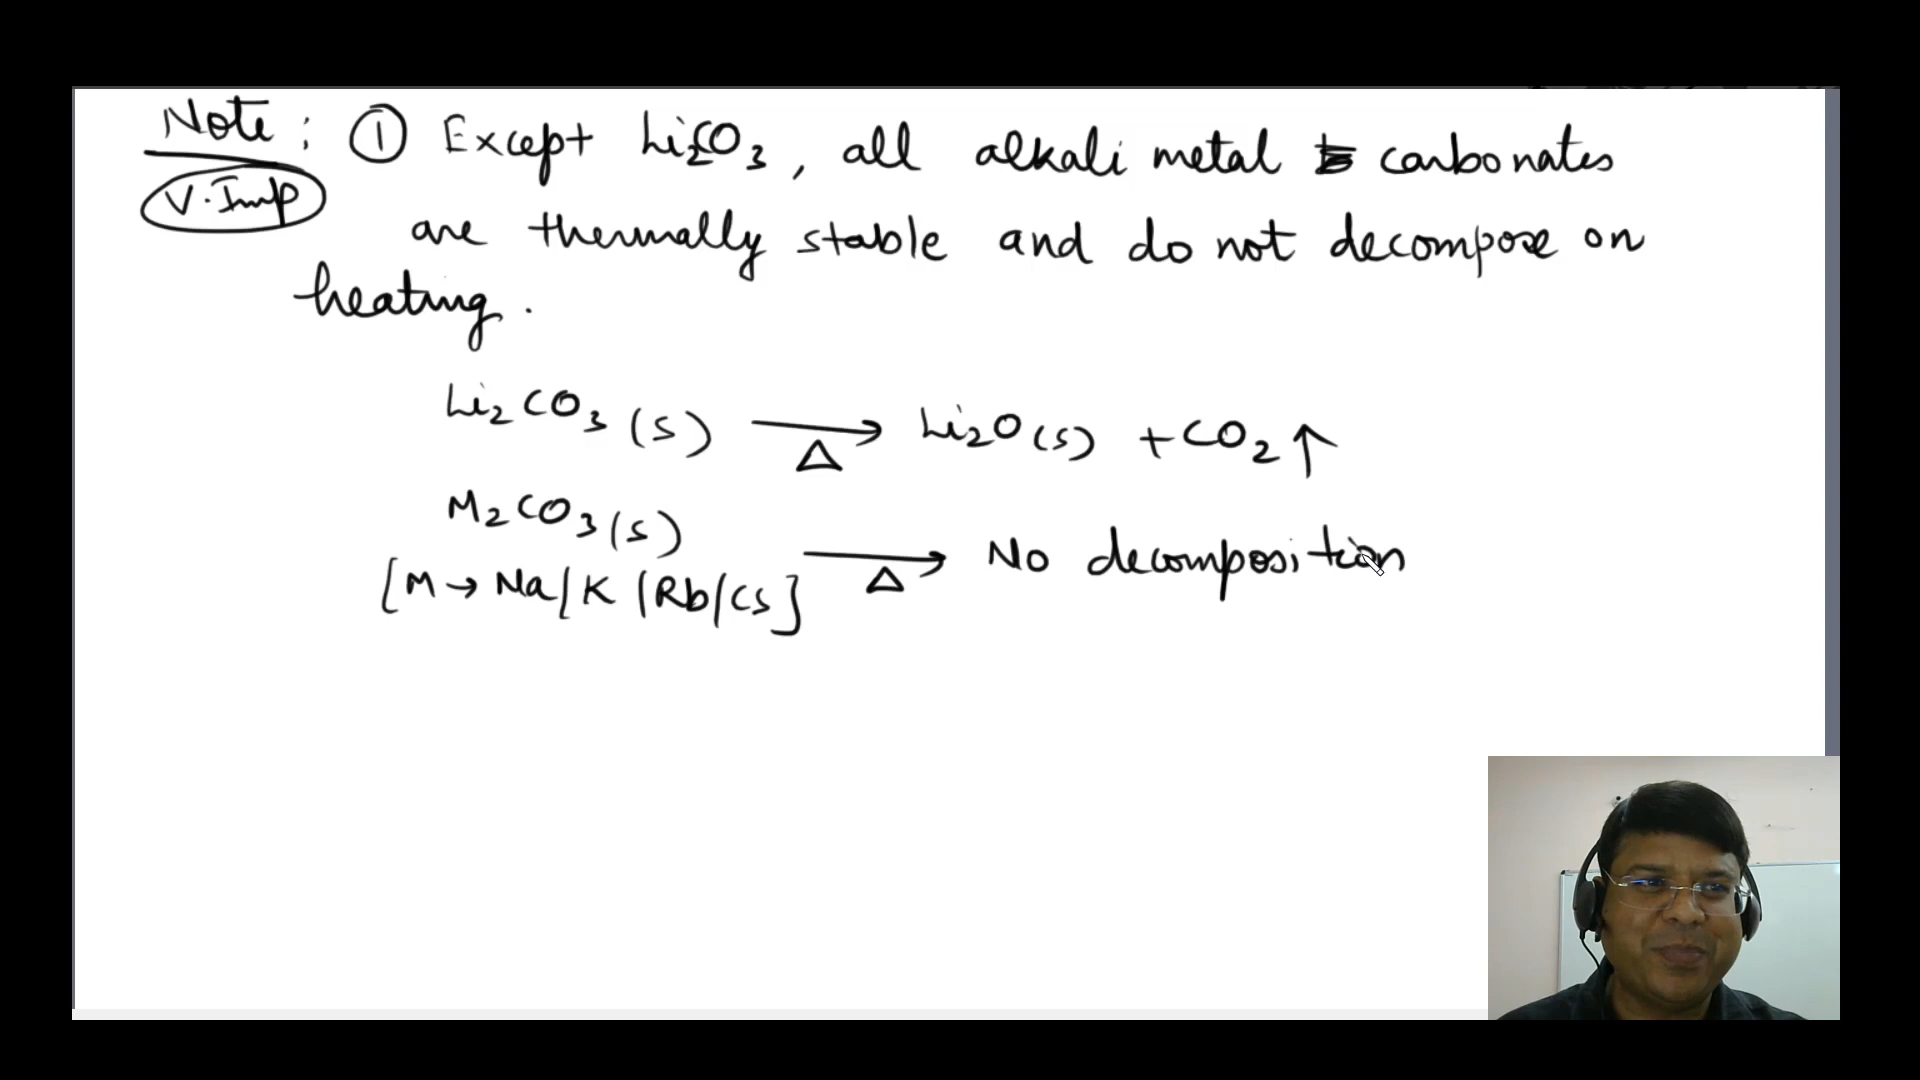 Note : ① Except Li₂CO₃, all alkali metal carbonates
V. Imp
are thermally stable and do not decompose on
heating.
Li₂CO₃(s) →Δ Li₂O(s) + CO₂↑
M₂CO₃(s)
[M → Na/K/Rb/Cs] →Δ No decomposition